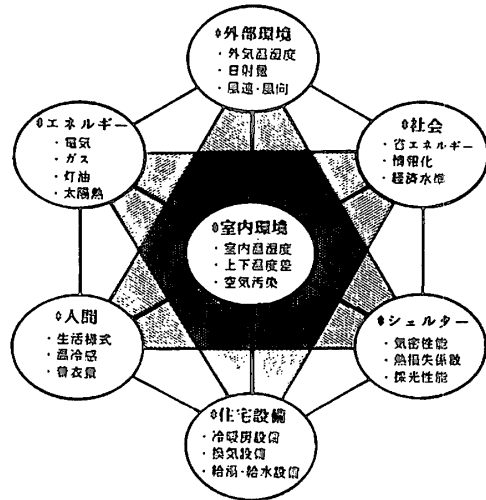 ◊外部環境
・外気温湿度
・日射量
・風速・風向
◊エネルギー
・電気
・ガス
・灯油
・太陽熱
◊社会
・省エネルギー
・情報化
・経済水準
◊室内環境
・室内温湿度
・上下温度差
・空気汚染
◊人間
・生活様式
・温冷感
・着衣量
◊シェルター
・気密性能
・熱損失係数
・採光性能
◊住宅設備
・冷暖房設備
・換気設備
・給湯・給水設備